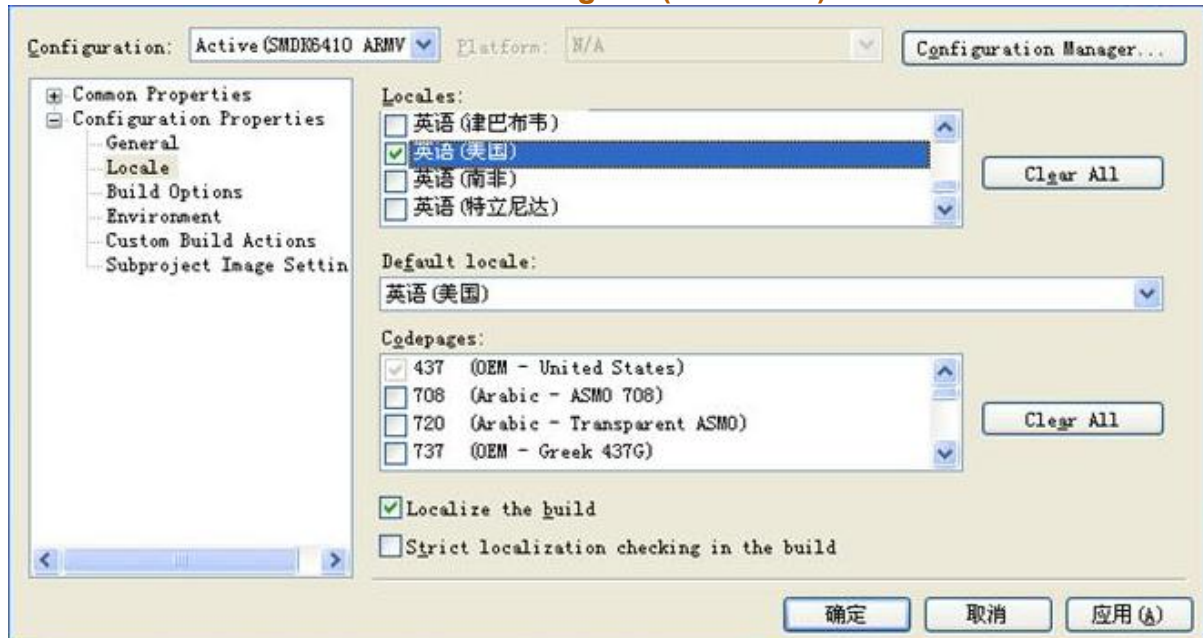 Configuration: Active(SMDK6410 ARMV Platform: N/A Configuration Manager...
Common Properties
Configuration Properties
General
Locale
Build Options
Environment
Custom Build Actions
Subproject Image Settin
Locales:
英语(津巴布韦)
英语(美国)
英语(南非)
英语(特立尼达)
Clear All
Default locale:
英语(美国)
Codepages:
437 (OEM - United States)
708 (Arabic - ASMO 708)
720 (Arabic - Transparent ASMO)
737 (OEM - Greek 437G)
Clear All
Localize the build
Strict localization checking in the build
确定 取消 应用(A)